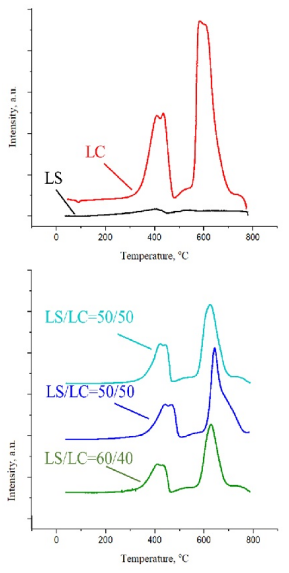 Intensity, a.u.
LC
LS
0 200 400 600 800
Temperature, °C
LS/LC=50/50
LS/LC=50/50
LS/LC=60/40
Intensity, a.u.
0 200 400 600 800
Temperature, °C